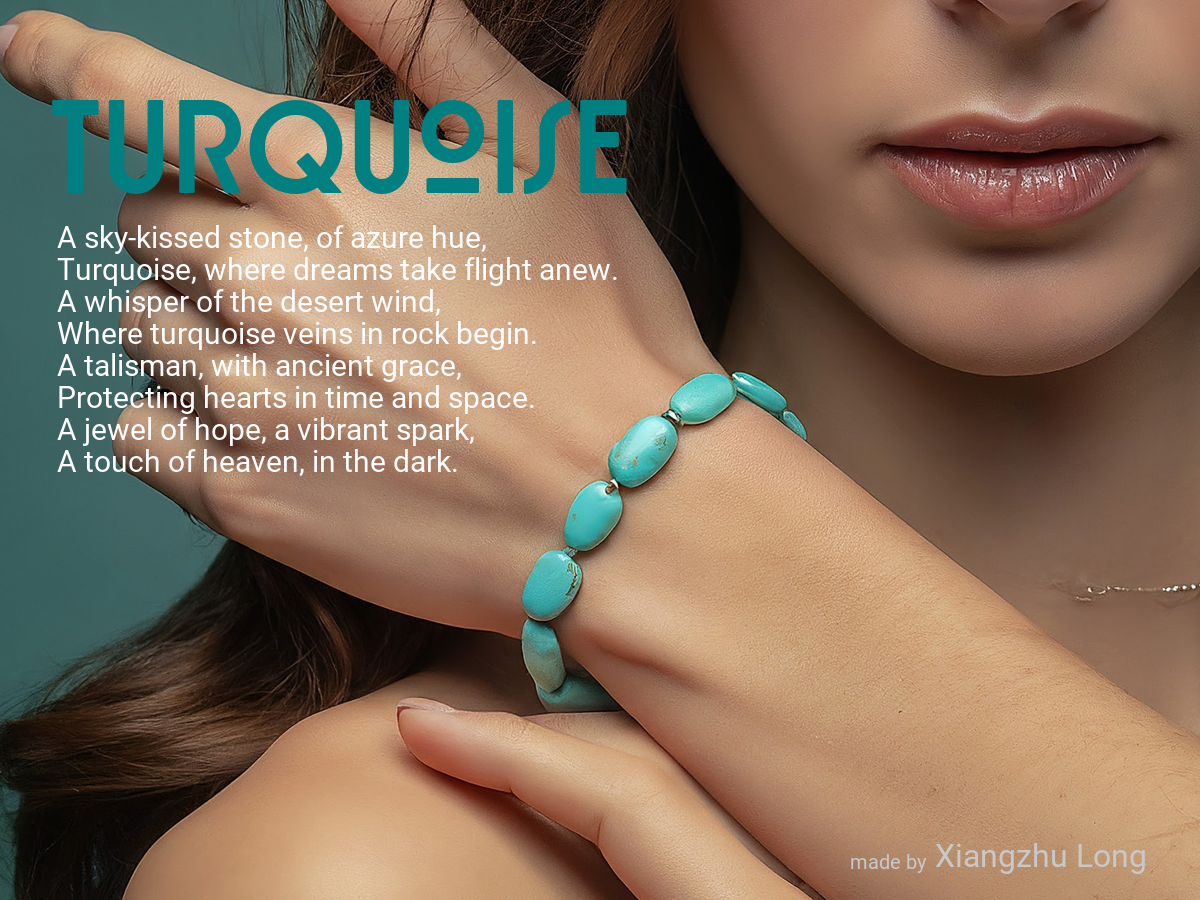 TURQUOISE
A sky-kissed stone, of azure hue,
Turquoise, where dreams take flight anew.
A whisper of the desert wind,
Where turquoise veins in rock begin.
A talisman, with ancient grace,
Protecting hearts in time and space.
A jewel of hope, a vibrant spark,
A touch of heaven, in the dark.
made by Xiangzhu Long